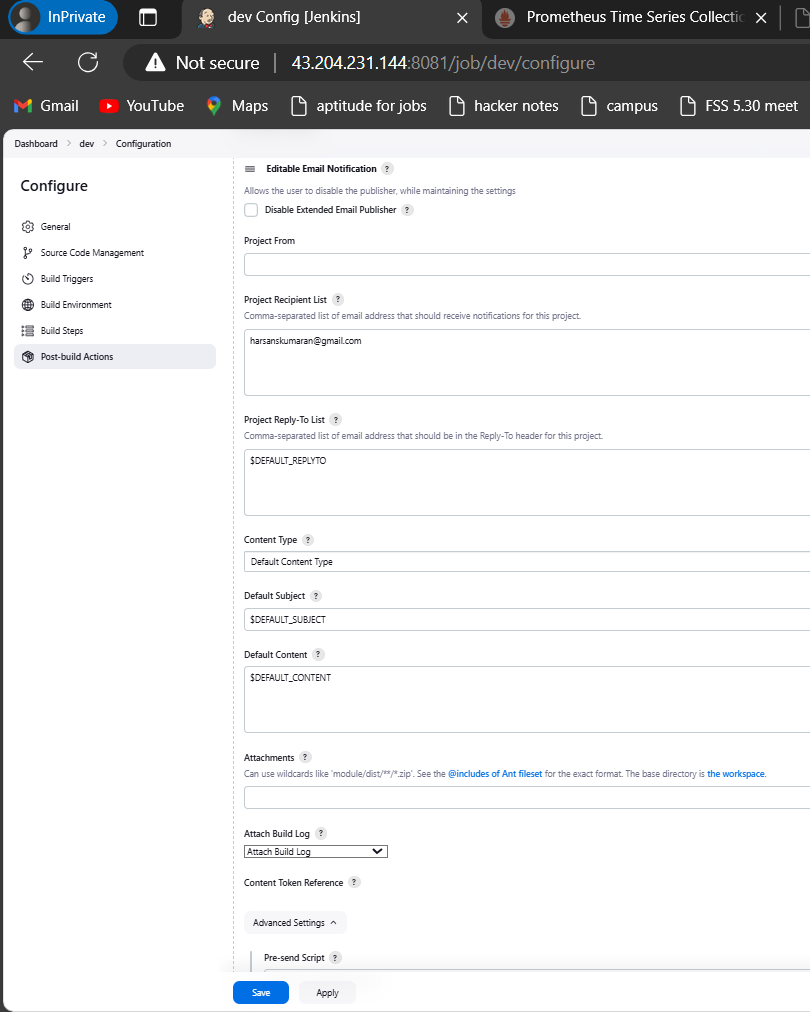 InPrivate
dev Config [Jenkins]
Prometheus Time Series Collectio
Not secure
43.204.231.144:8081/job/dev/configure
Gmail
YouTube
Maps
aptitude for jobs
hacker notes
campus
FSS 5.30 meet
Dashboard > dev > Configuration
Configure
General
Source Code Management
Build Triggers
Build Environment
Build Steps
Post-build Actions
Editable Email Notification ?
Allows the user to disable the publisher, while maintaining the settings
Disable Extended Email Publisher ?
Project From
Project Recipient List ?
Comma-separated list of email address that should receive notifications for this project.
harsanskumaran@gmail.com
Project Reply-To List ?
Comma-separated list of email address that should be in the Reply-To header for this project.
$DEFAULT_REPLYTO
Content Type ?
Default Content Type
Default Subject ?
$DEFAULT_SUBJECT
Default Content ?
$DEFAULT_CONTENT
Attachments ?
Can use wildcards like 'module/dist/**/*.zip'. See the @includes of Ant fileset for the exact format. The base directory is the workspace.
Attach Build Log ?
Attach Build Log
Content Token Reference ?
Advanced Settings
Pre-send Script ?
Save
Apply